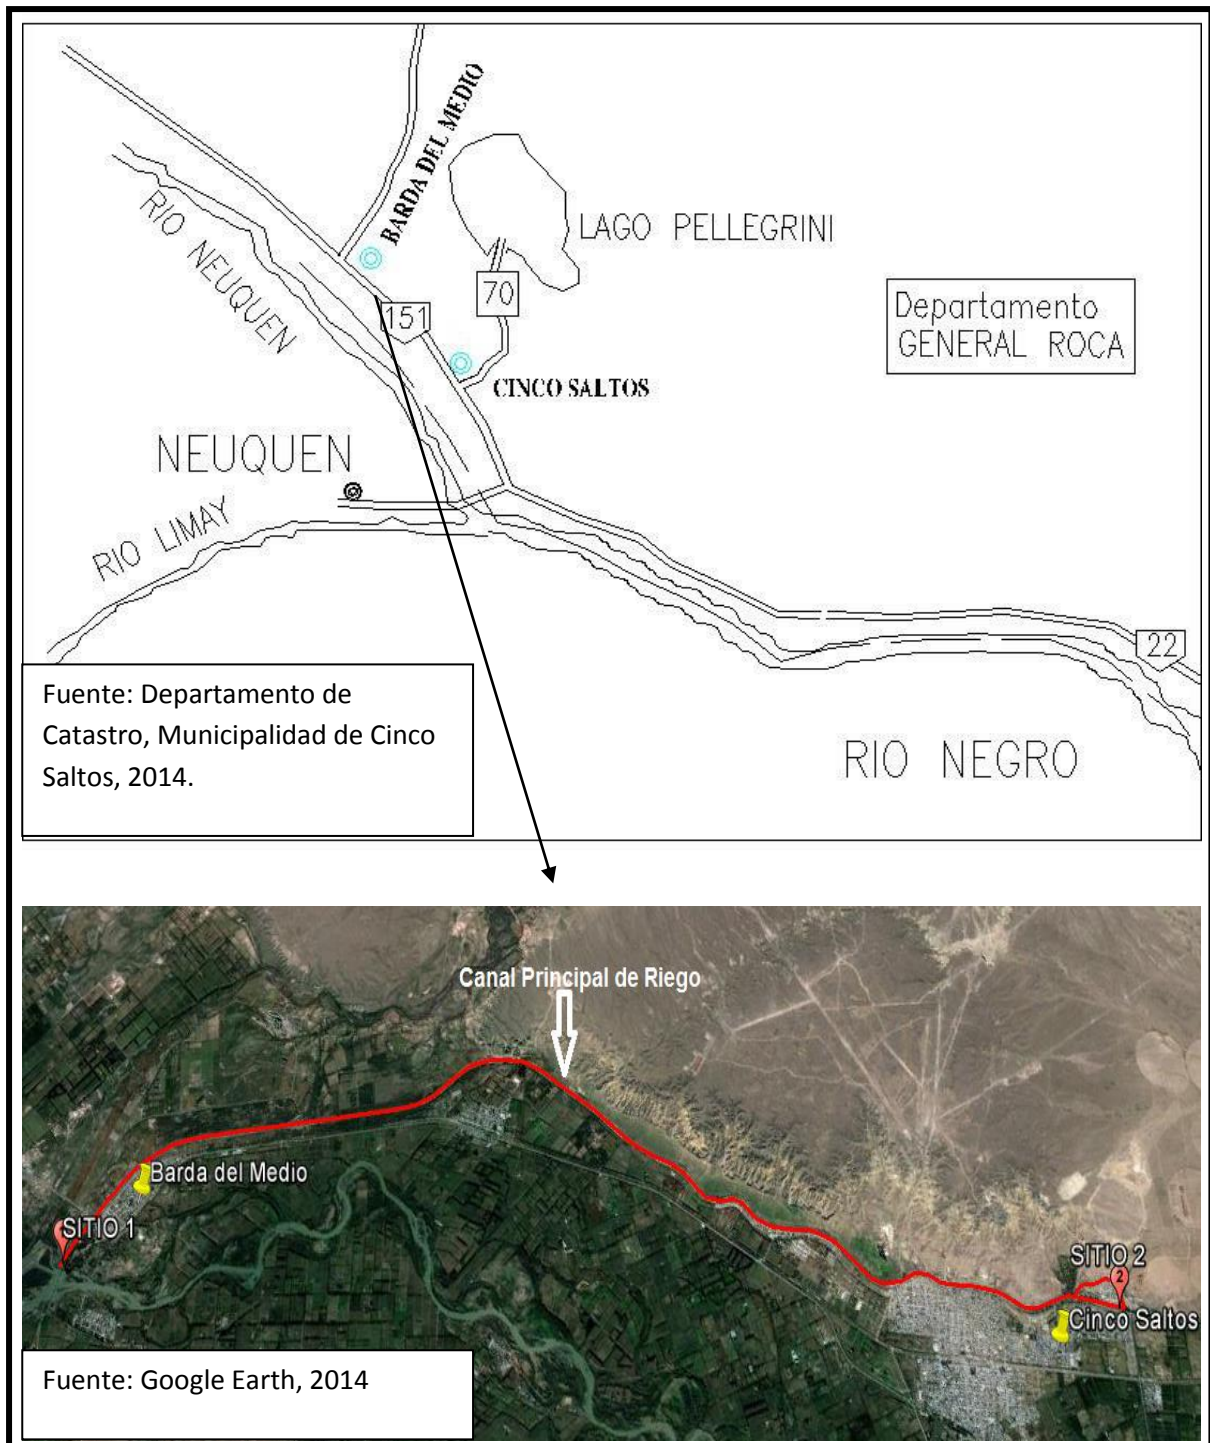 BARDA DEL MEDIO
RIO NEUQUEN
LAGO PELLEGRINI
70
151
Departamento
GENERAL ROCA
CINCO SALTOS
NEUQUEN
RIO LIMAY
22
Fuente: Departamento de
Catastro, Municipalidad de Cinco
Saltos, 2014.
RIO NEGRO
Canal Principal de Riego
Barda del Medio
SITIO 1
SITIO 2
2
Cinco Saltos
Fuente: Google Earth, 2014